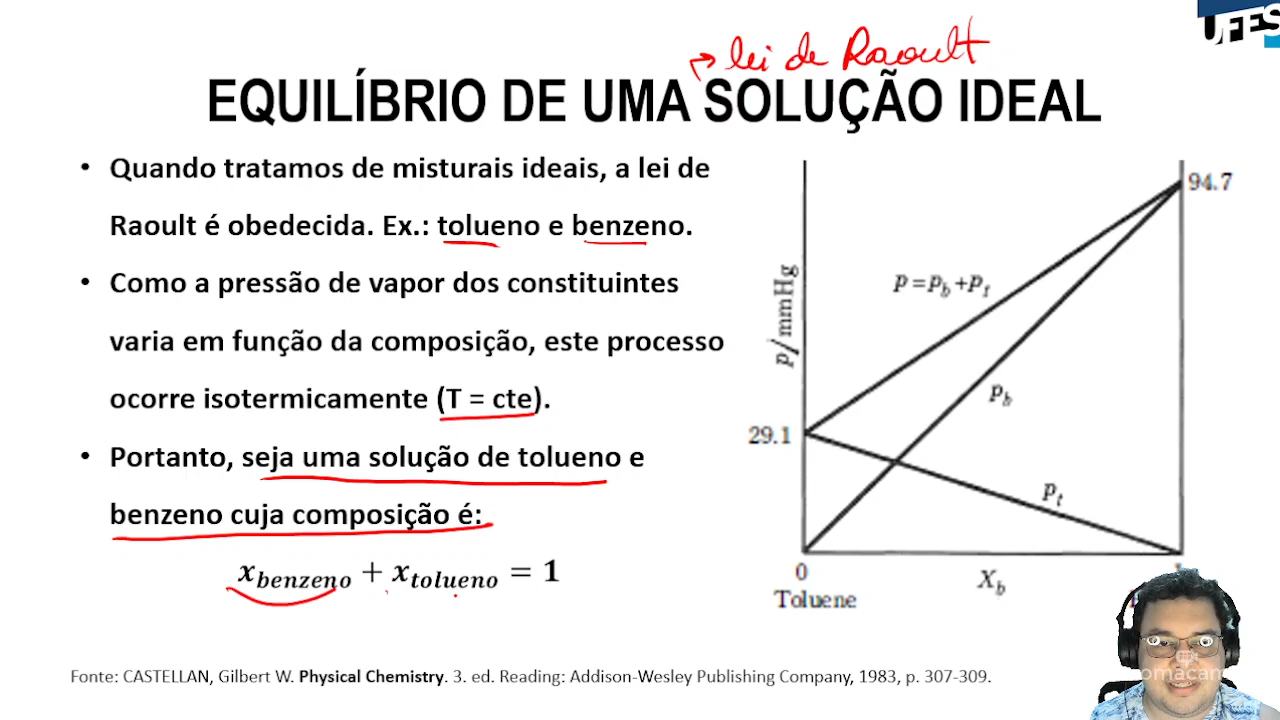 UFES
lei de Raoult
EQUILÍBRIO DE UMA SOLUÇÃO IDEAL
• Quando tratamos de misturais ideais, a lei de
Raoult é obedecida. Ex.: tolueno e benzeno.
• Como a pressão de vapor dos constituintes
varia em função da composição, este processo
ocorre isotermicamente (T = cte).
• Portanto, seja uma solução de tolueno e
benzeno cuja composição é:
x_benzeno + x_tolueno = 1
94.7
p = p_b + p_t
p/mmHg
p_b
29.1
p_t
0
X_b
Toluene
Fonte: CASTELLAN, Gilbert W. Physical Chemistry. 3. ed. Reading: Addison-Wesley Publishing Company, 1983, p. 307-309.